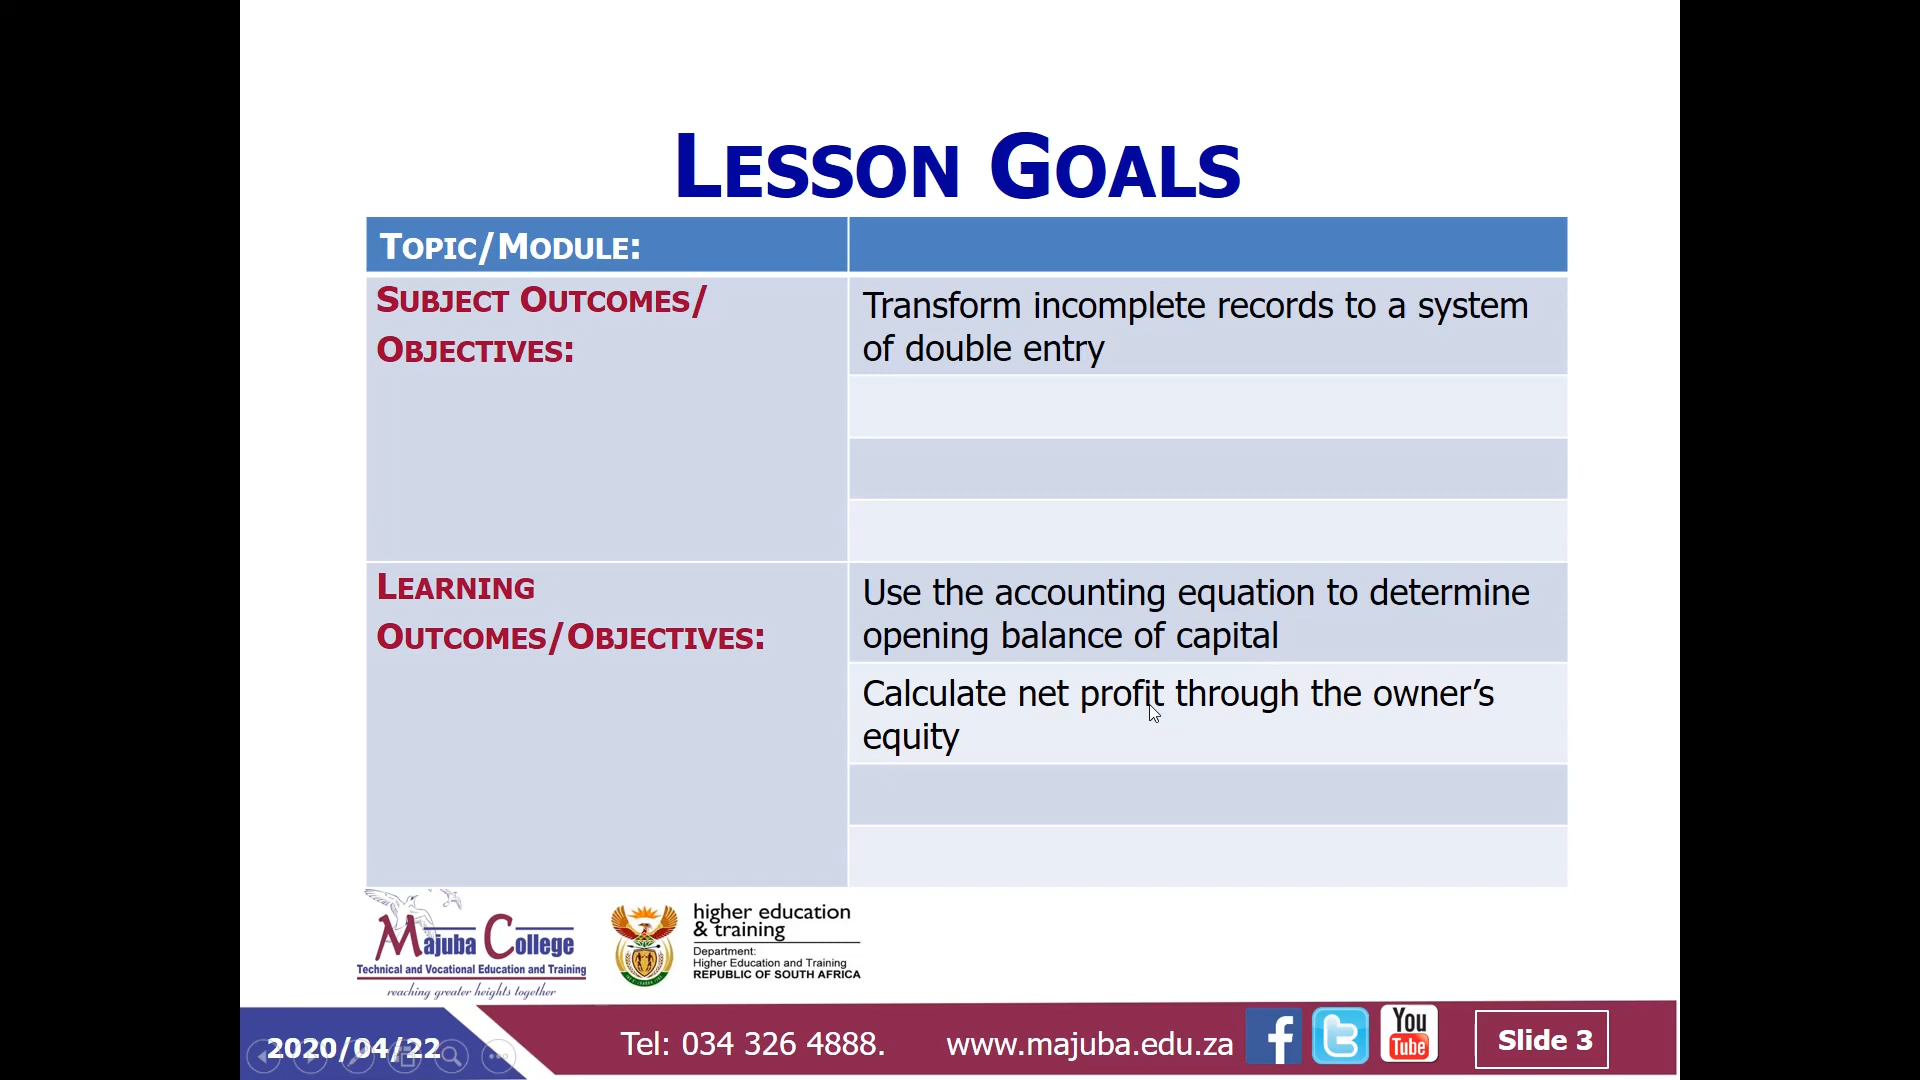 LESSON GOALS
TOPIC/MODULE:
SUBJECT OUTCOMES/
OBJECTIVES:
Transform incomplete records to a system
of double entry
LEARNING
OUTCOMES/OBJECTIVES:
Use the accounting equation to determine
opening balance of capital
Calculate net profit through the owner’s
equity
Majuba College
Technical and Vocational Education and Training
reaching greater heights together
higher education
& training
Department:
Higher Education and Training
REPUBLIC OF SOUTH AFRICA
2020/04/22
Tel: 034 326 4888.
www.majuba.edu.za
f
You
Tube
Slide 3